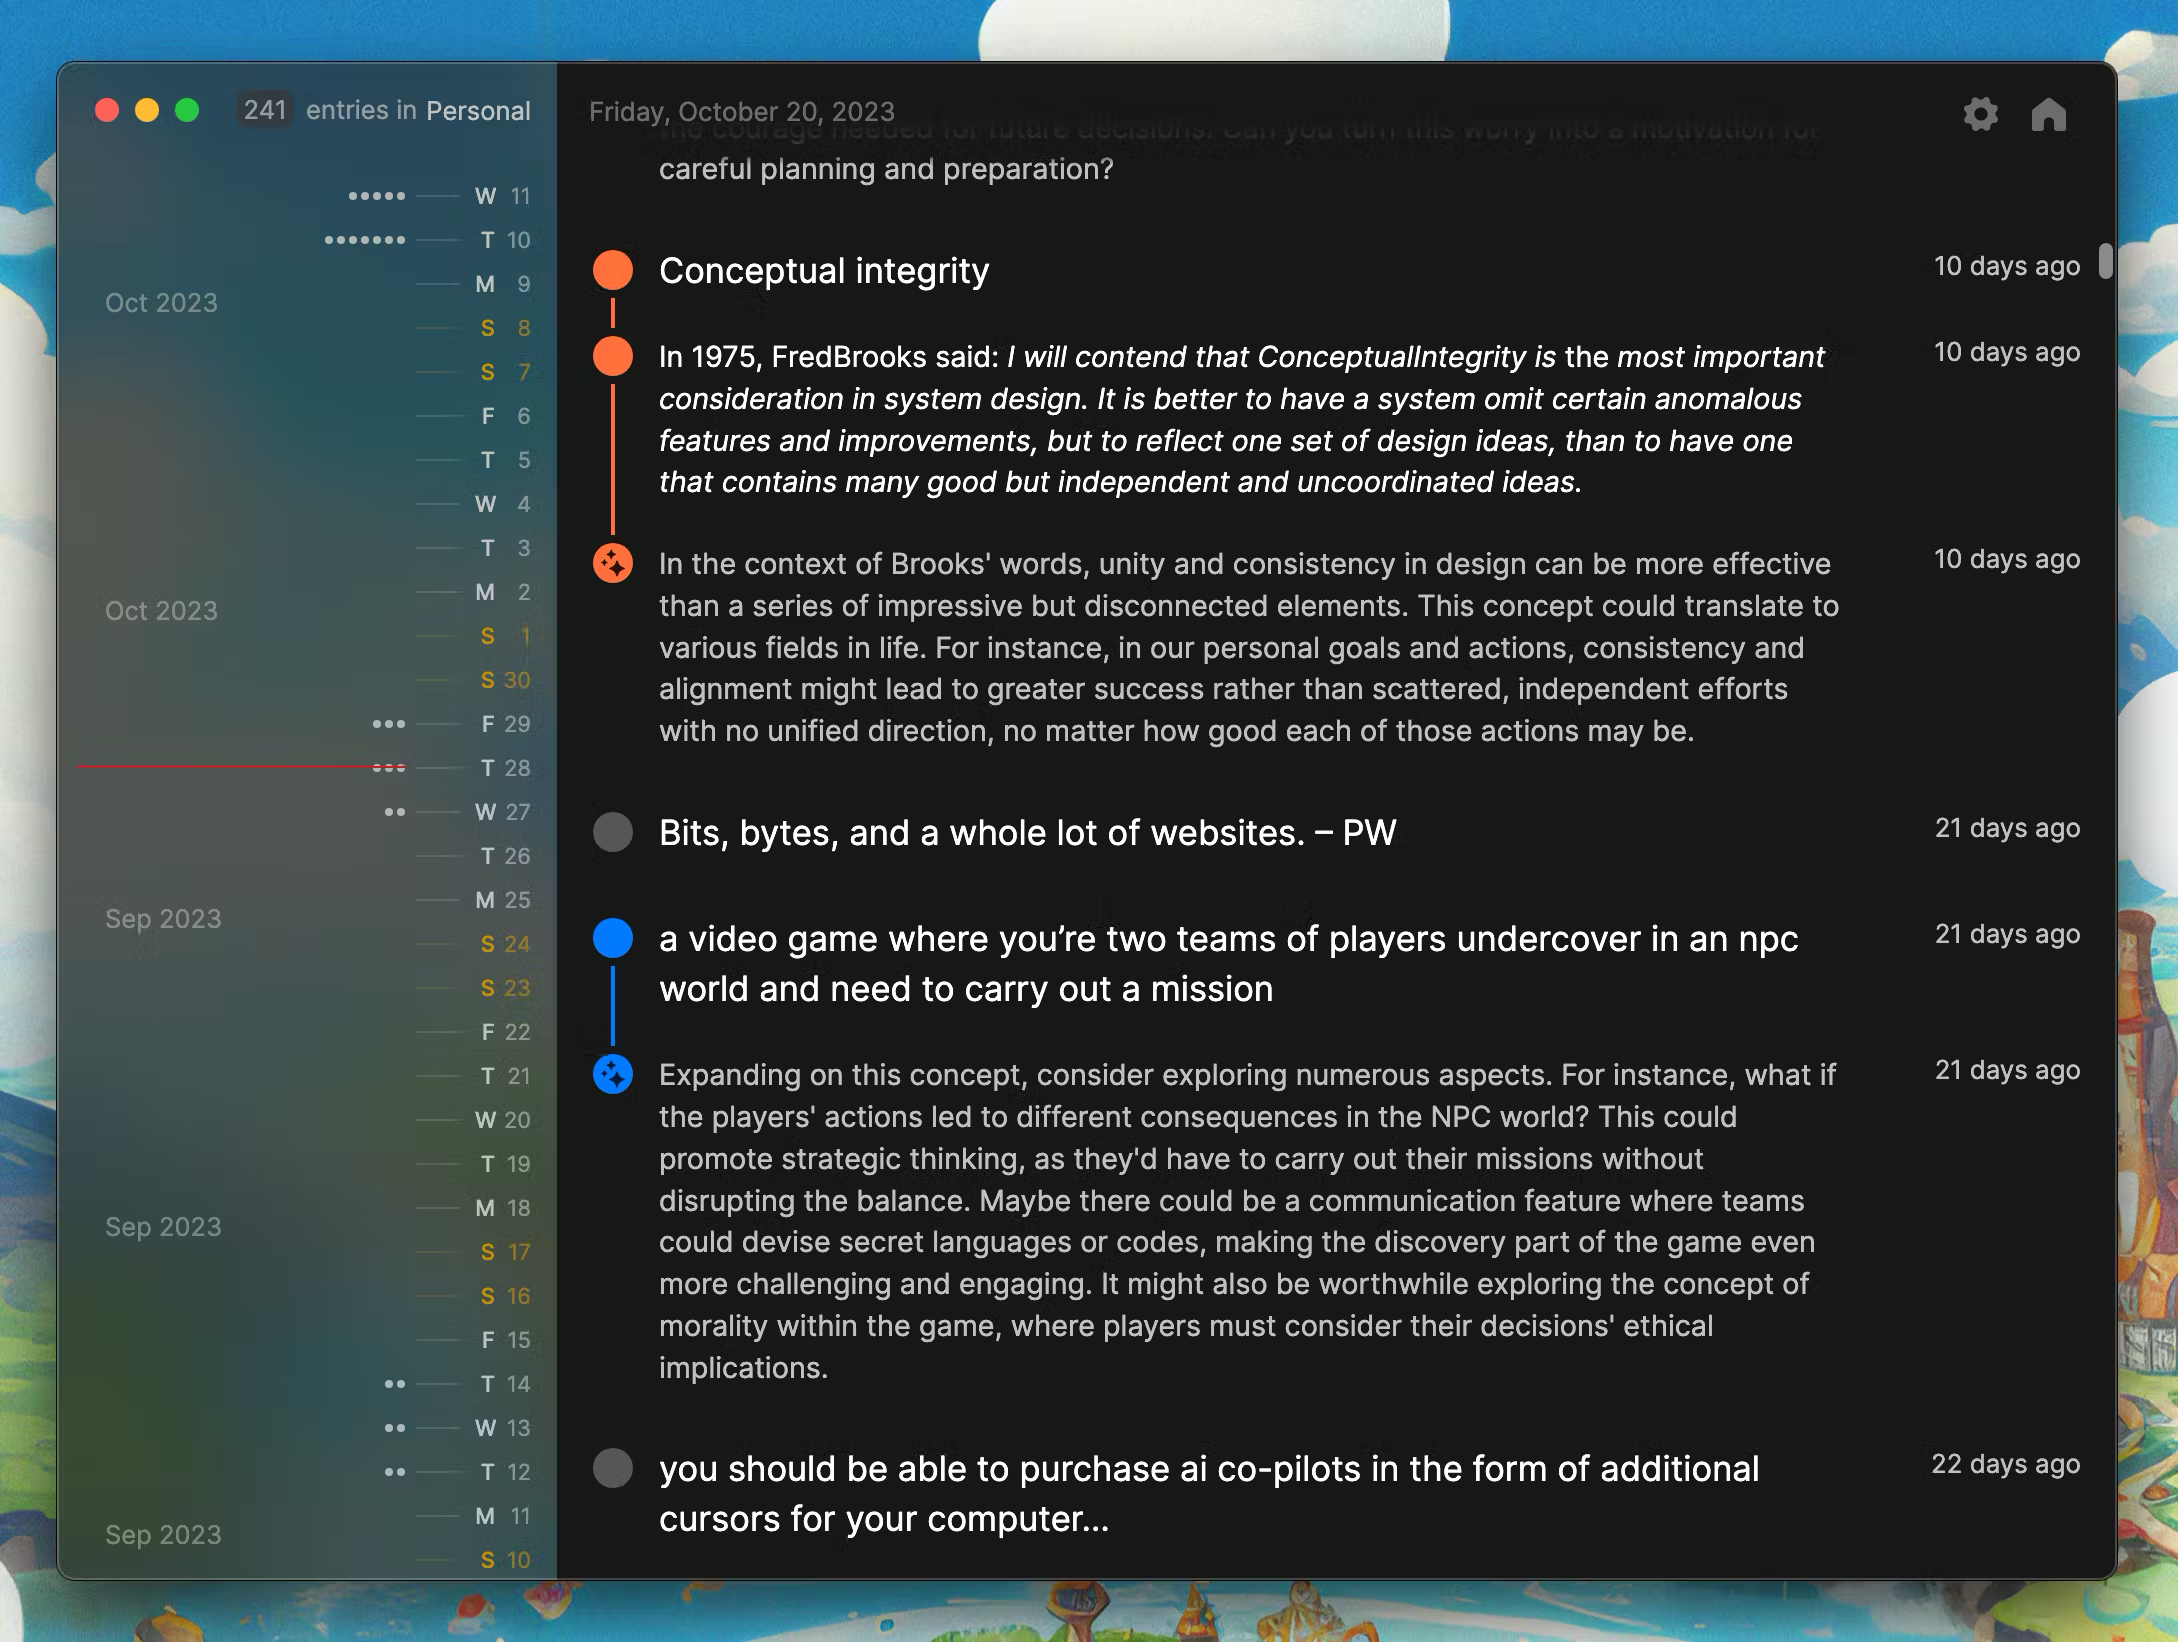 241 entries in Personal
W 11
T 10
M 9
Oct 2023
S 8
S 7
F 6
T 5
W 4
T 3
M 2
Oct 2023
S 1
S 30
F 29
T 28
W 27
T 26
M 25
Sep 2023
S 24
S 23
F 22
T 21
W 20
T 19
M 18
Sep 2023
S 17
S 16
F 15
T 14
W 13
T 12
M 11
Sep 2023
S 10
Friday, October 20, 2023
the courage needed for future decisions. Can you turn this worry into a motivation for
careful planning and preparation?
Conceptual integrity
10 days ago
In 1975, FredBrooks said: I will contend that ConceptualIntegrity is the most important
10 days ago
consideration in system design. It is better to have a system omit certain anomalous
features and improvements, but to reflect one set of design ideas, than to have one
that contains many good but independent and uncoordinated ideas.
In the context of Brooks' words, unity and consistency in design can be more effective
10 days ago
than a series of impressive but disconnected elements. This concept could translate to
various fields in life. For instance, in our personal goals and actions, consistency and
alignment might lead to greater success rather than scattered, independent efforts
with no unified direction, no matter how good each of those actions may be.
Bits, bytes, and a whole lot of websites. – PW
21 days ago
a video game where you’re two teams of players undercover in an npc
21 days ago
world and need to carry out a mission
Expanding on this concept, consider exploring numerous aspects. For instance, what if
21 days ago
the players' actions led to different consequences in the NPC world? This could
promote strategic thinking, as they'd have to carry out their missions without
disrupting the balance. Maybe there could be a communication feature where teams
could devise secret languages or codes, making the discovery part of the game even
more challenging and engaging. It might also be worthwhile exploring the concept of
morality within the game, where players must consider their decisions' ethical
implications.
you should be able to purchase ai co-pilots in the form of additional
22 days ago
cursors for your computer...